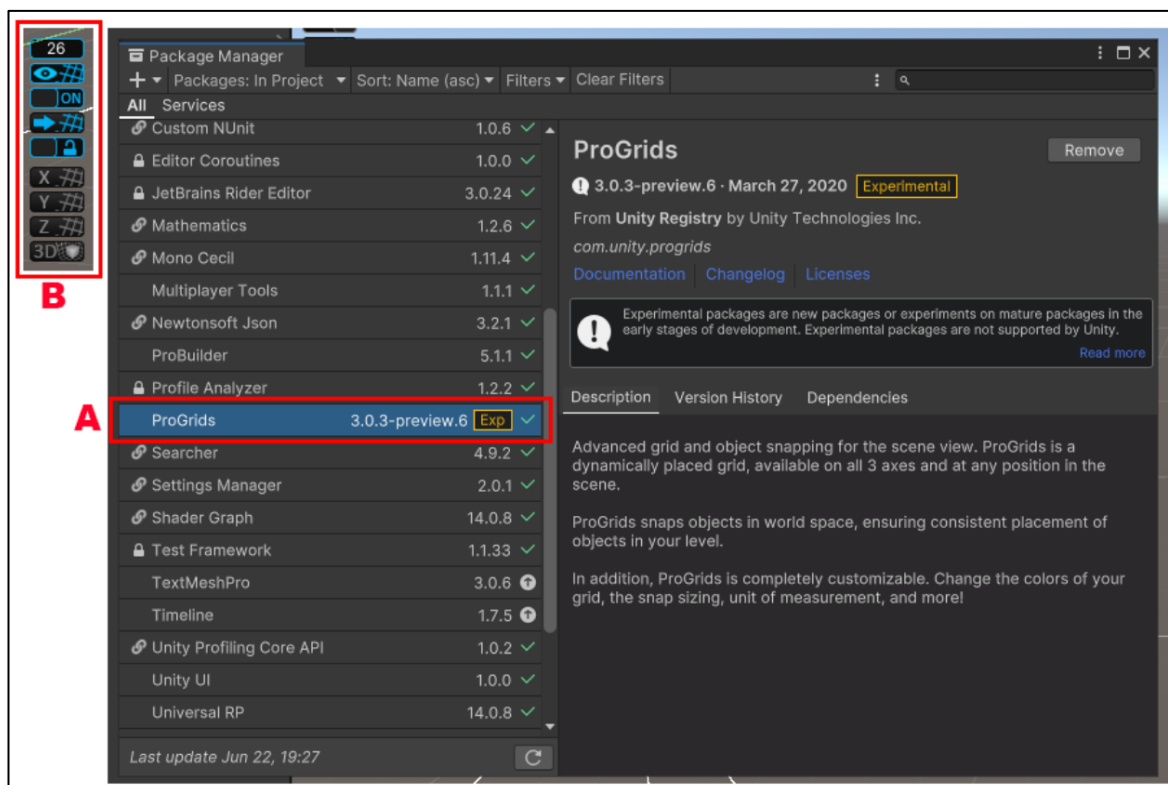 26
ON
X
Y
Z
3D
B
A
Package Manager
+ Packages: In Project Sort: Name (asc) Filters Clear Filters
All Services
Custom NUnit 1.0.6
Editor Coroutines 1.0.0
JetBrains Rider Editor 3.0.24
Mathematics 1.2.6
Mono Cecil 1.11.4
Multiplayer Tools 1.1.1
Newtonsoft Json 3.2.1
ProBuilder 5.1.1
Profile Analyzer 1.2.2
ProGrids 3.0.3-preview.6 Exp
Searcher 4.9.2
Settings Manager 2.0.1
Shader Graph 14.0.8
Test Framework 1.1.33
TextMeshPro 3.0.6
Timeline 1.7.5
Unity Profiling Core API 1.0.2
Unity UI 1.0.0
Universal RP 14.0.8
Last update Jun 22, 19:27
ProGrids
Remove
3.0.3-preview.6 · March 27, 2020 Experimental
From Unity Registry by Unity Technologies Inc.
com.unity.progrids
Documentation Changelog Licenses
Experimental packages are new packages or experiments on mature packages in the
early stages of development. Experimental packages are not supported by Unity.
Read more
Description Version History Dependencies
Advanced grid and object snapping for the scene view. ProGrids is a
dynamically placed grid, available on all 3 axes and at any position in the
scene.
ProGrids snaps objects in world space, ensuring consistent placement of
objects in your level.
In addition, ProGrids is completely customizable. Change the colors of your
grid, the snap sizing, unit of measurement, and more!